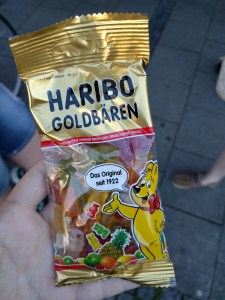 HARIBO
GOLDBÄREN
Das Original
seit 1922